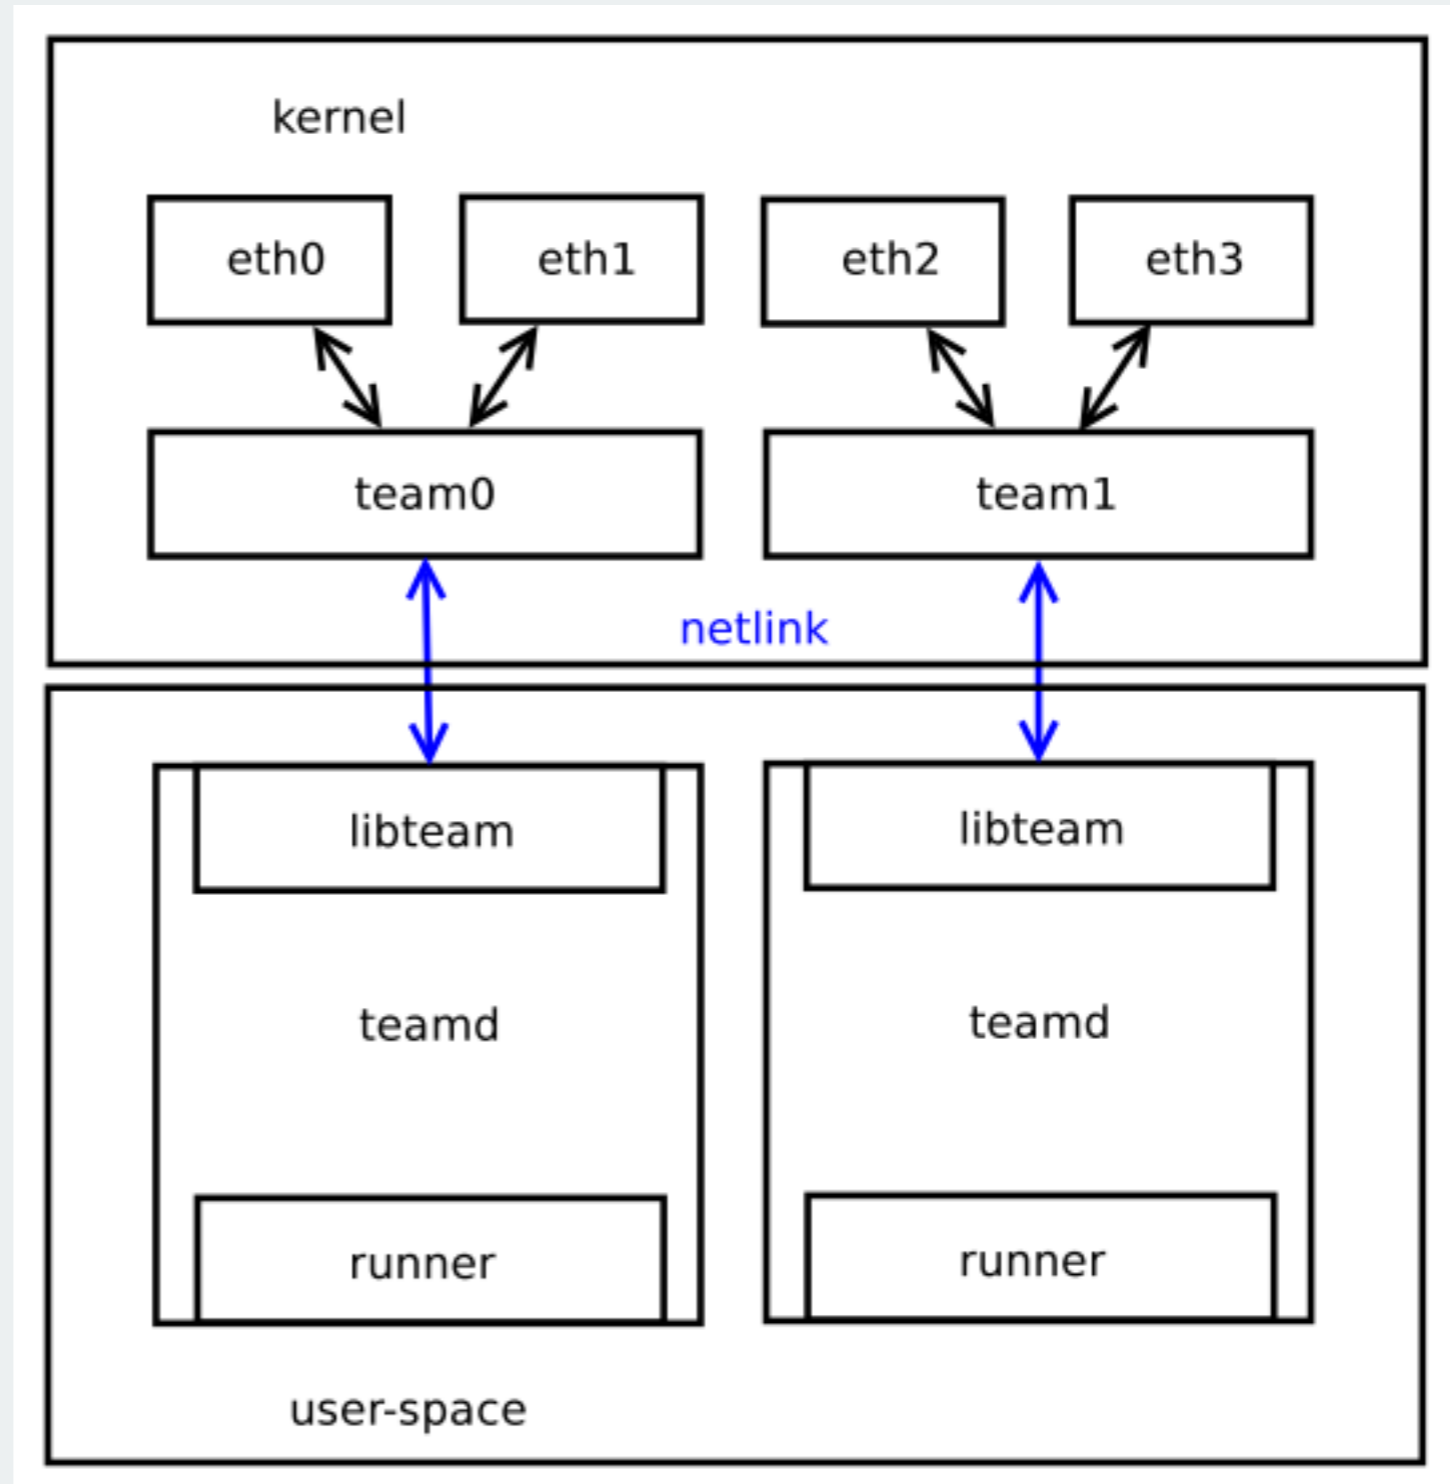 kernel
eth0
eth1
eth2
eth3
team0
team1
netlink
libteam
libteam
teamd
teamd
runner
runner
user-space